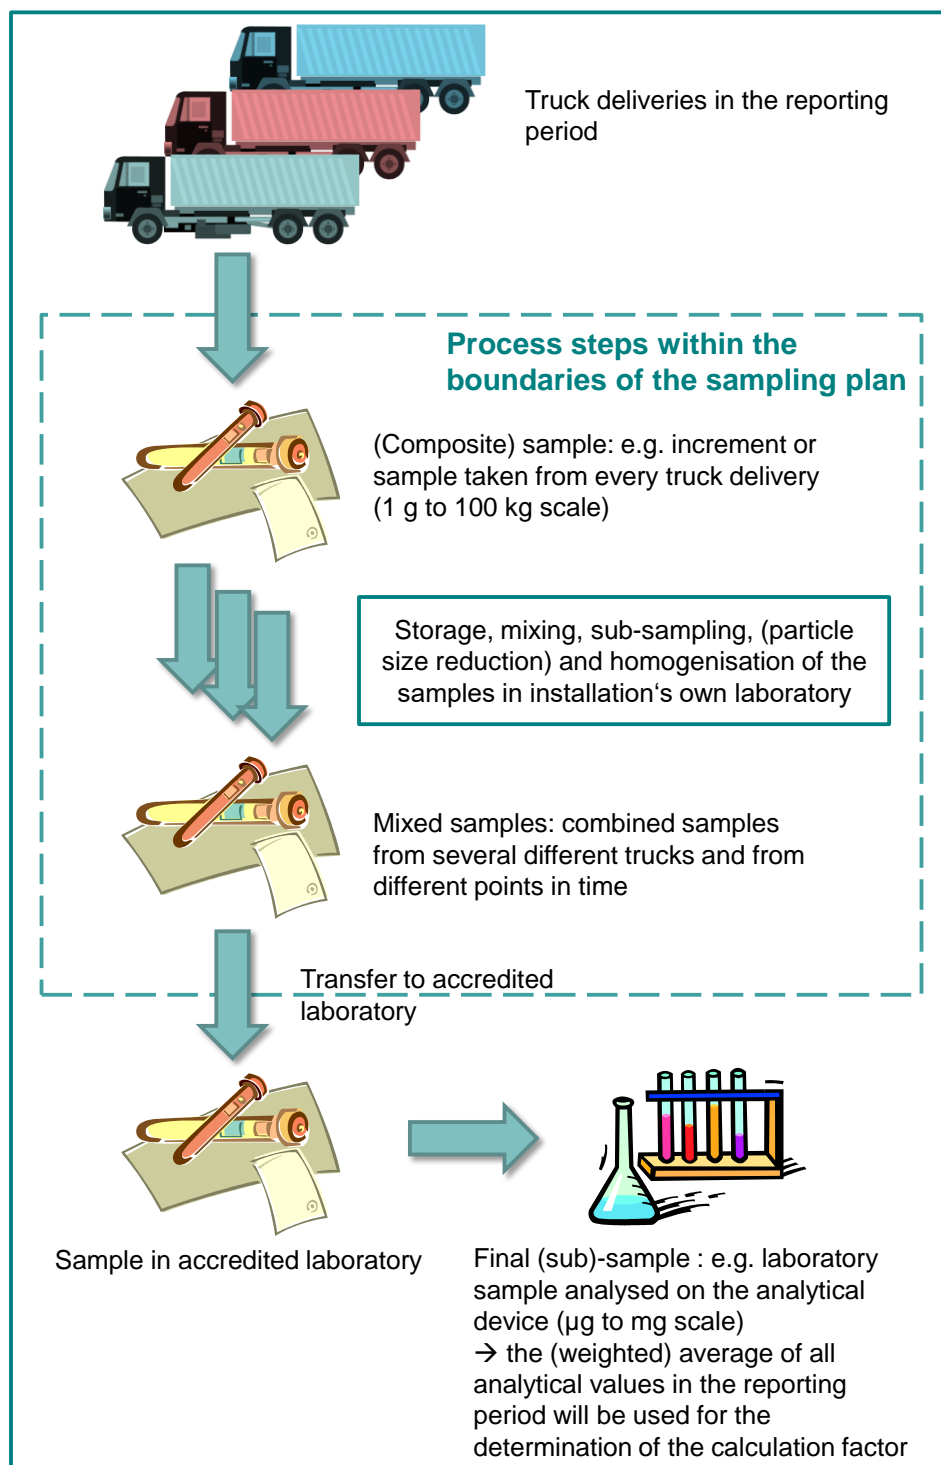 Truck deliveries in the reporting
period
Process steps within the
boundaries of the sampling plan
(Composite) sample: e.g. increment or
sample taken from every truck delivery
(1 g to 100 kg scale)
Storage, mixing, sub-sampling, (particle
size reduction) and homogenisation of the
samples in installation‘s own laboratory
Mixed samples: combined samples
from several different trucks and from
different points in time
Transfer to accredited
laboratory
Sample in accredited laboratory
Final (sub)-sample : e.g. laboratory
sample analysed on the analytical
device (µg to mg scale)
→ the (weighted) average of all
analytical values in the reporting
period will be used for the
determination of the calculation factor